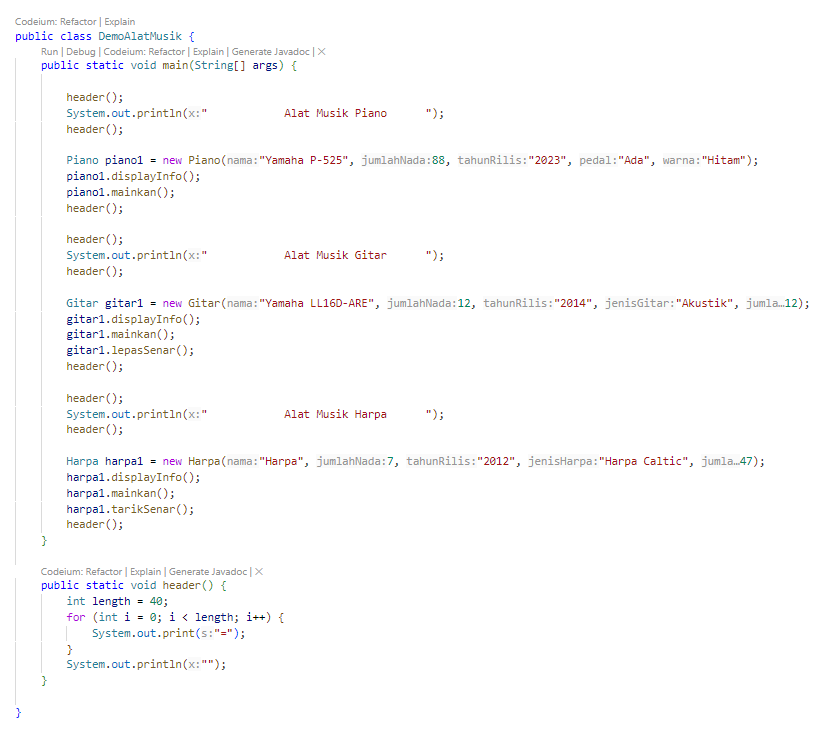 Codeium: Refactor | Explain
public class DemoAlatMusik {
Run | Debug | Codeium: Refactor | Explain | Generate Javadoc | ×
public static void main(String[] args) {
header();
System.out.println(x:"            Alat Musik Piano      ");
header();
Piano piano1 = new Piano(nama:"Yamaha P-525", jumlahNada:88, tahunRilis:"2023", pedal:"Ada", warna:"Hitam");
piano1.displayInfo();
piano1.mainkan();
header();
header();
System.out.println(x:"            Alat Musik Gitar      ");
header();
Gitar gitar1 = new Gitar(nama:"Yamaha LL16D-ARE", jumlahNada:12, tahunRilis:"2014", jenisGitar:"Akustik", jumla…12);
gitar1.displayInfo();
gitar1.mainkan();
gitar1.lepasSenar();
header();
header();
System.out.println(x:"            Alat Musik Harpa      ");
header();
Harpa harpa1 = new Harpa(nama:"Harpa", jumlahNada:7, tahunRilis:"2012", jenisHarpa:"Harpa Caltic", jumla…47);
harpa1.displayInfo();
harpa1.mainkan();
harpa1.tarikSenar();
header();
}
Codeium: Refactor | Explain | Generate Javadoc | ×
public static void header() {
int length = 40;
for (int i = 0; i < length; i++) {
System.out.print(s:"=");
}
System.out.println(x:"");
}
}